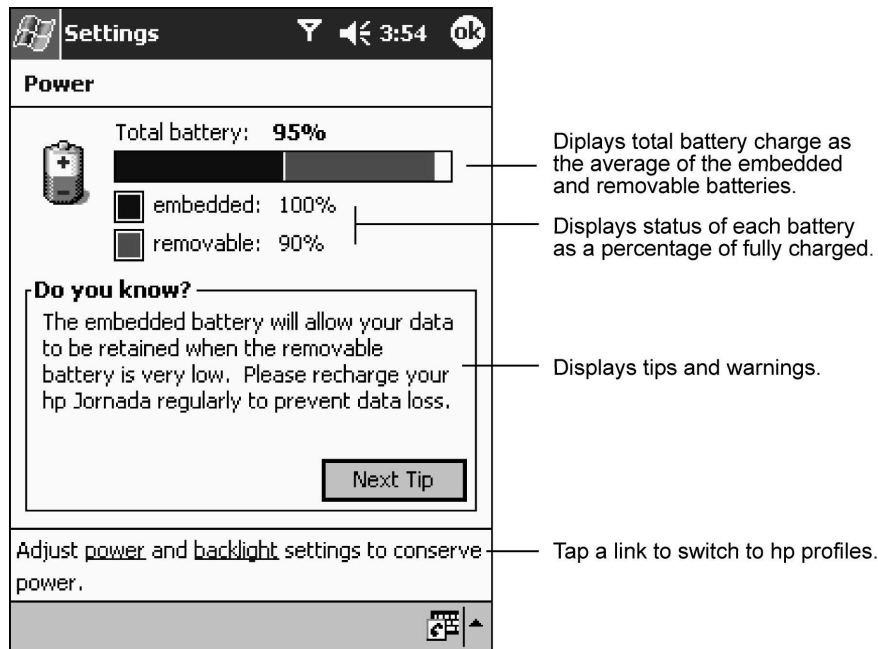 Settings 3:54 ok
Power
Total battery: 95%
embedded: 100%
removable: 90%
Do you know?
The embedded battery will allow your data
to be retained when the removable
battery is very low. Please recharge your
hp Jornada regularly to prevent data loss.
Next Tip
Adjust power and backlight settings to conserve
power.
Diplays total battery charge as
the average of the embedded
and removable batteries.
Displays status of each battery
as a percentage of fully charged.
Displays tips and warnings.
Tap a link to switch to hp profiles.